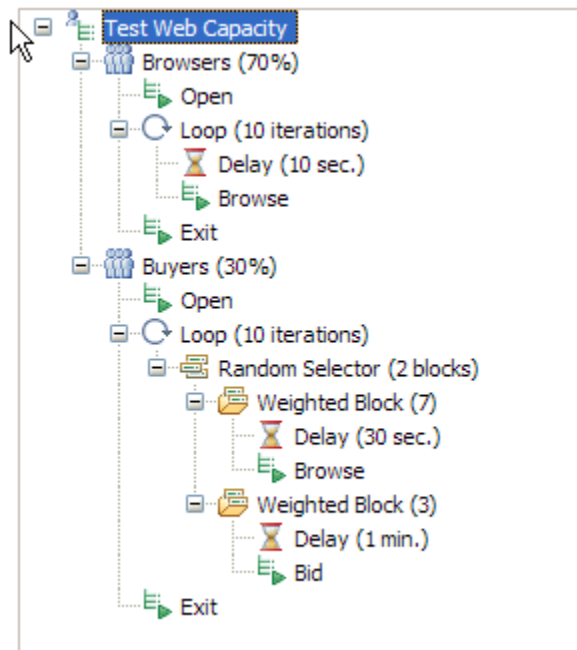 Test Web Capacity
Browsers (70%)
Open
Loop (10 iterations)
Delay (10 sec.)
Browse
Exit
Buyers (30%)
Open
Loop (10 iterations)
Random Selector (2 blocks)
Weighted Block (7)
Delay (30 sec.)
Browse
Weighted Block (3)
Delay (1 min.)
Bid
Exit